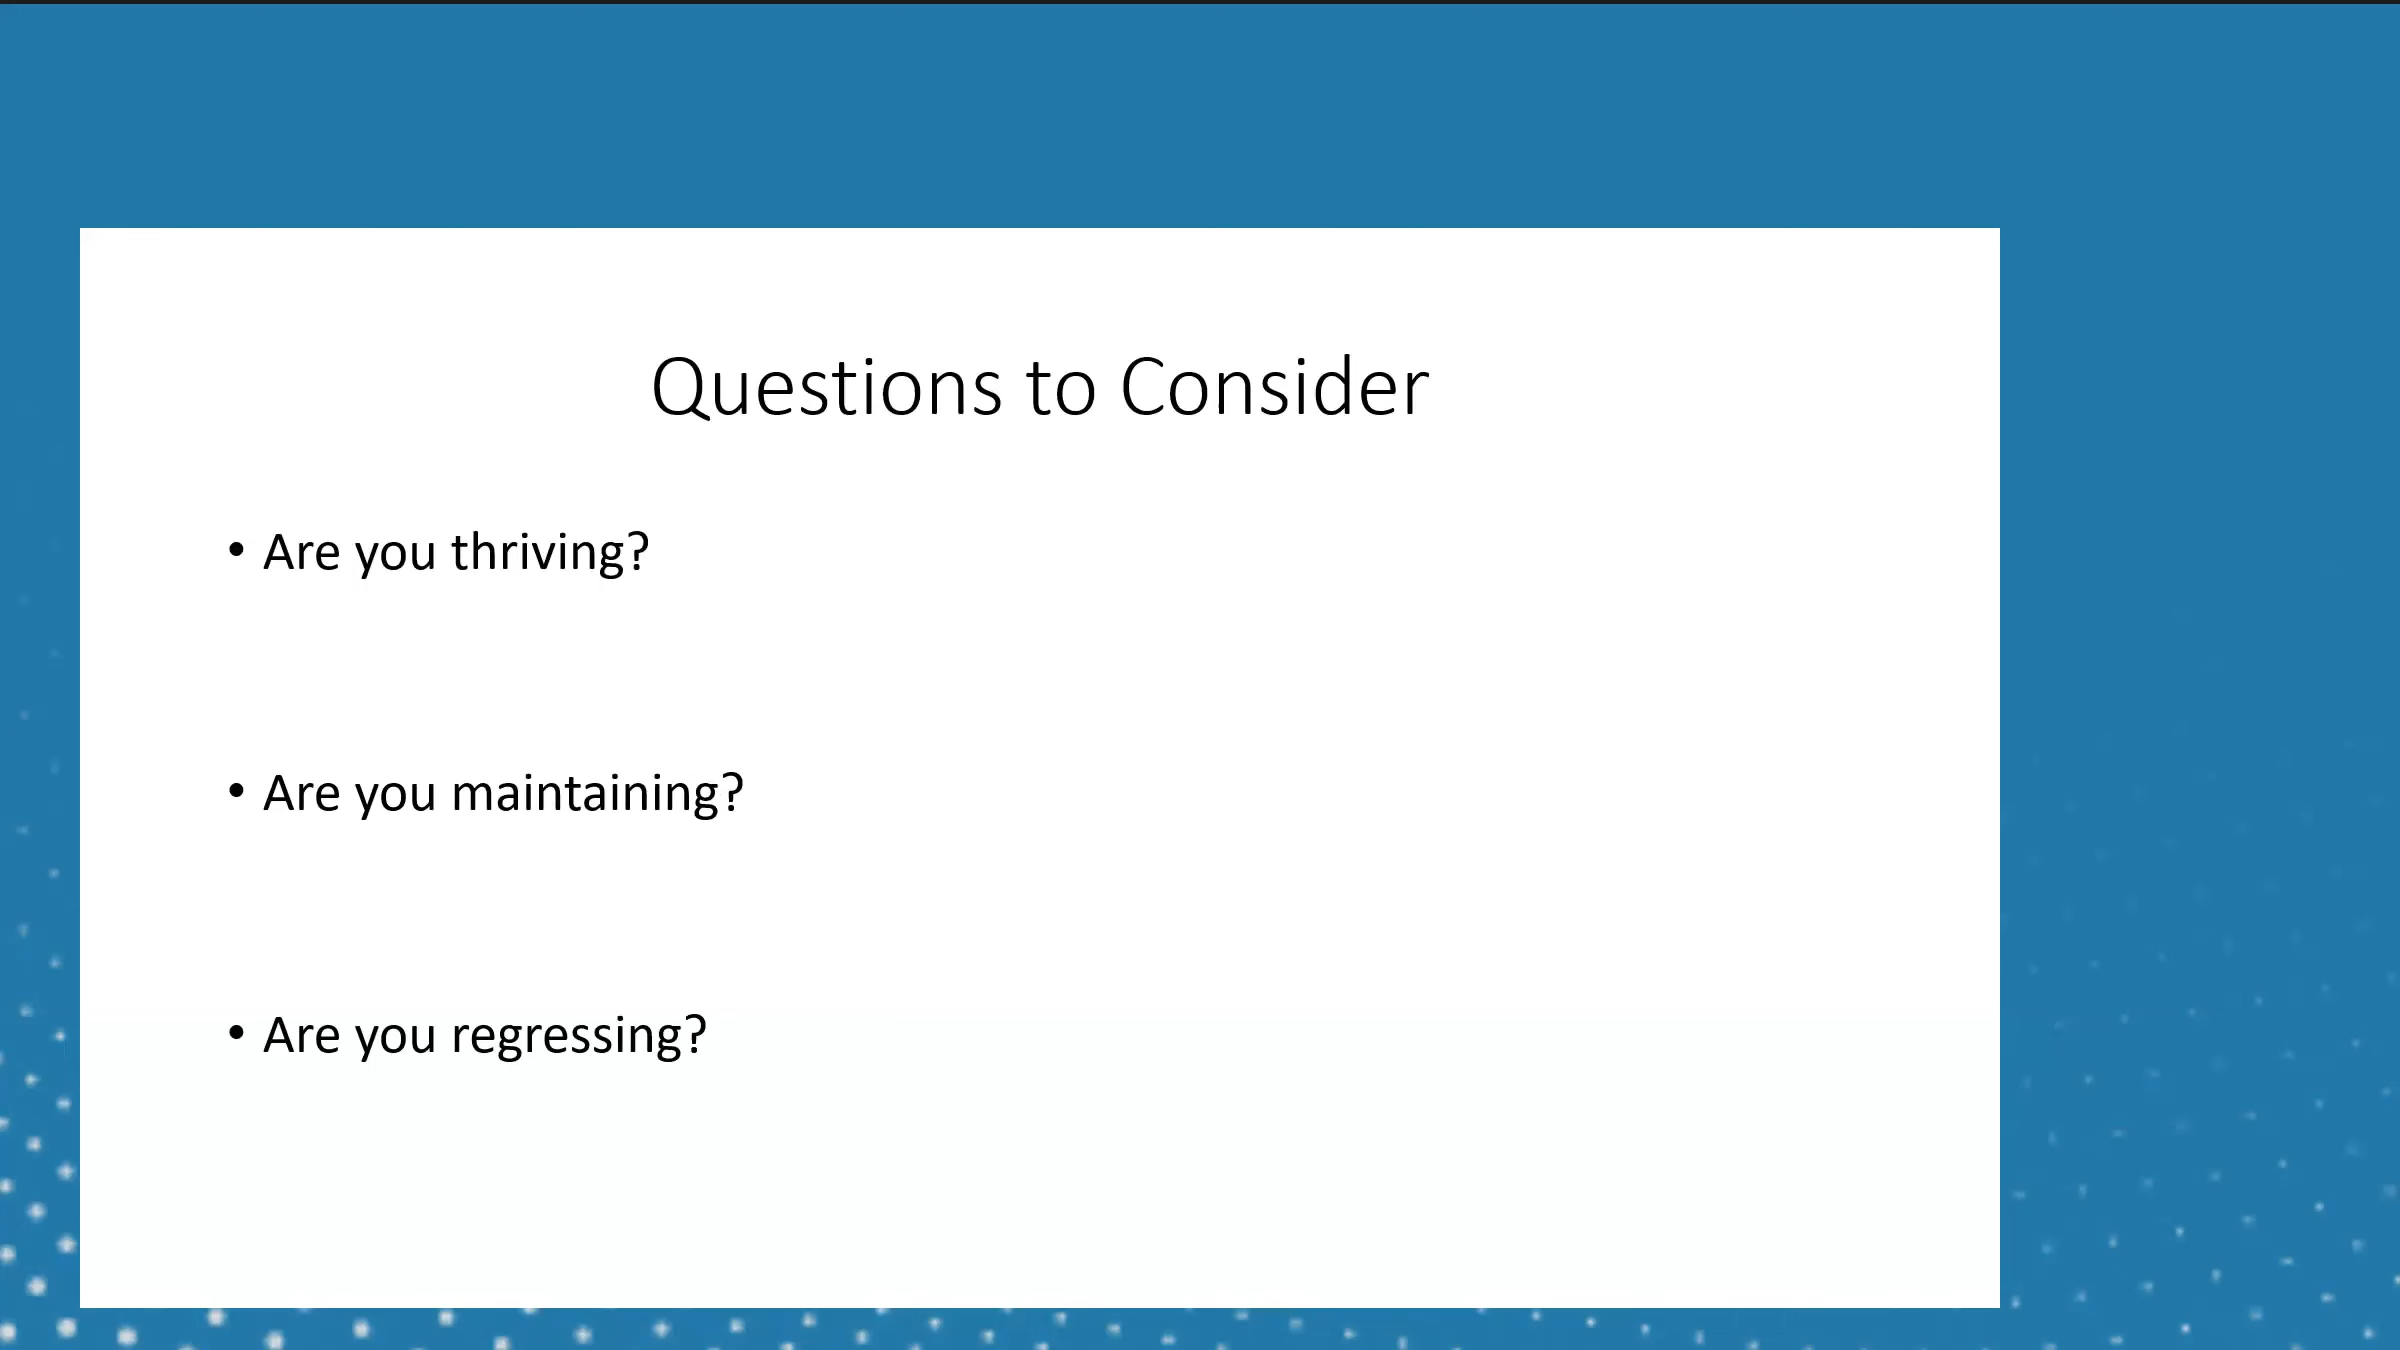 Questions to Consider
• Are you thriving?
• Are you maintaining?
• Are you regressing?